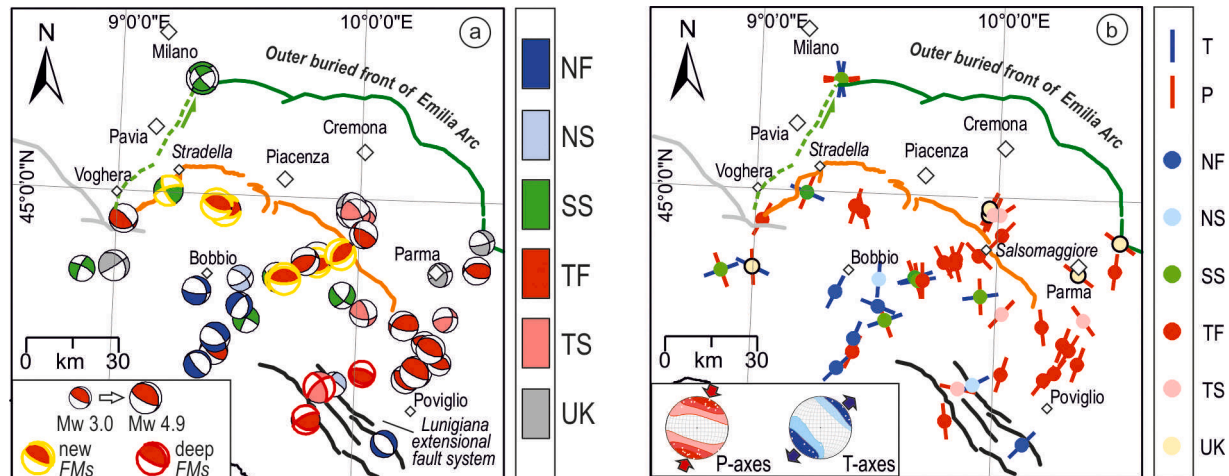 9°0'0"E
10°0'0"E
N
a
Milano
Outer buried front of Emilia Arc
Pavia
Cremona
Stradella
Piacenza
Voghera
45°0'0"N
Parma
Bobbio
0 30
km
Poviglio
Mw 3.0
Mw 4.9
Lunigiana
extensional
fault system
new
FMs
deep
FMs
NF
NS
SS
TF
TS
UK
9°0'0"E
10°0'0"E
N
b
Milano
Outer buried front of Emilia Arc
Pavia
Cremona
Stradella
Piacenza
Voghera
45°0'0"N
Salsomaggiore
Bobbio
Parma
0 30
km
Poviglio
P-axes
T-axes
T
P
NF
NS
SS
TF
TS
UK